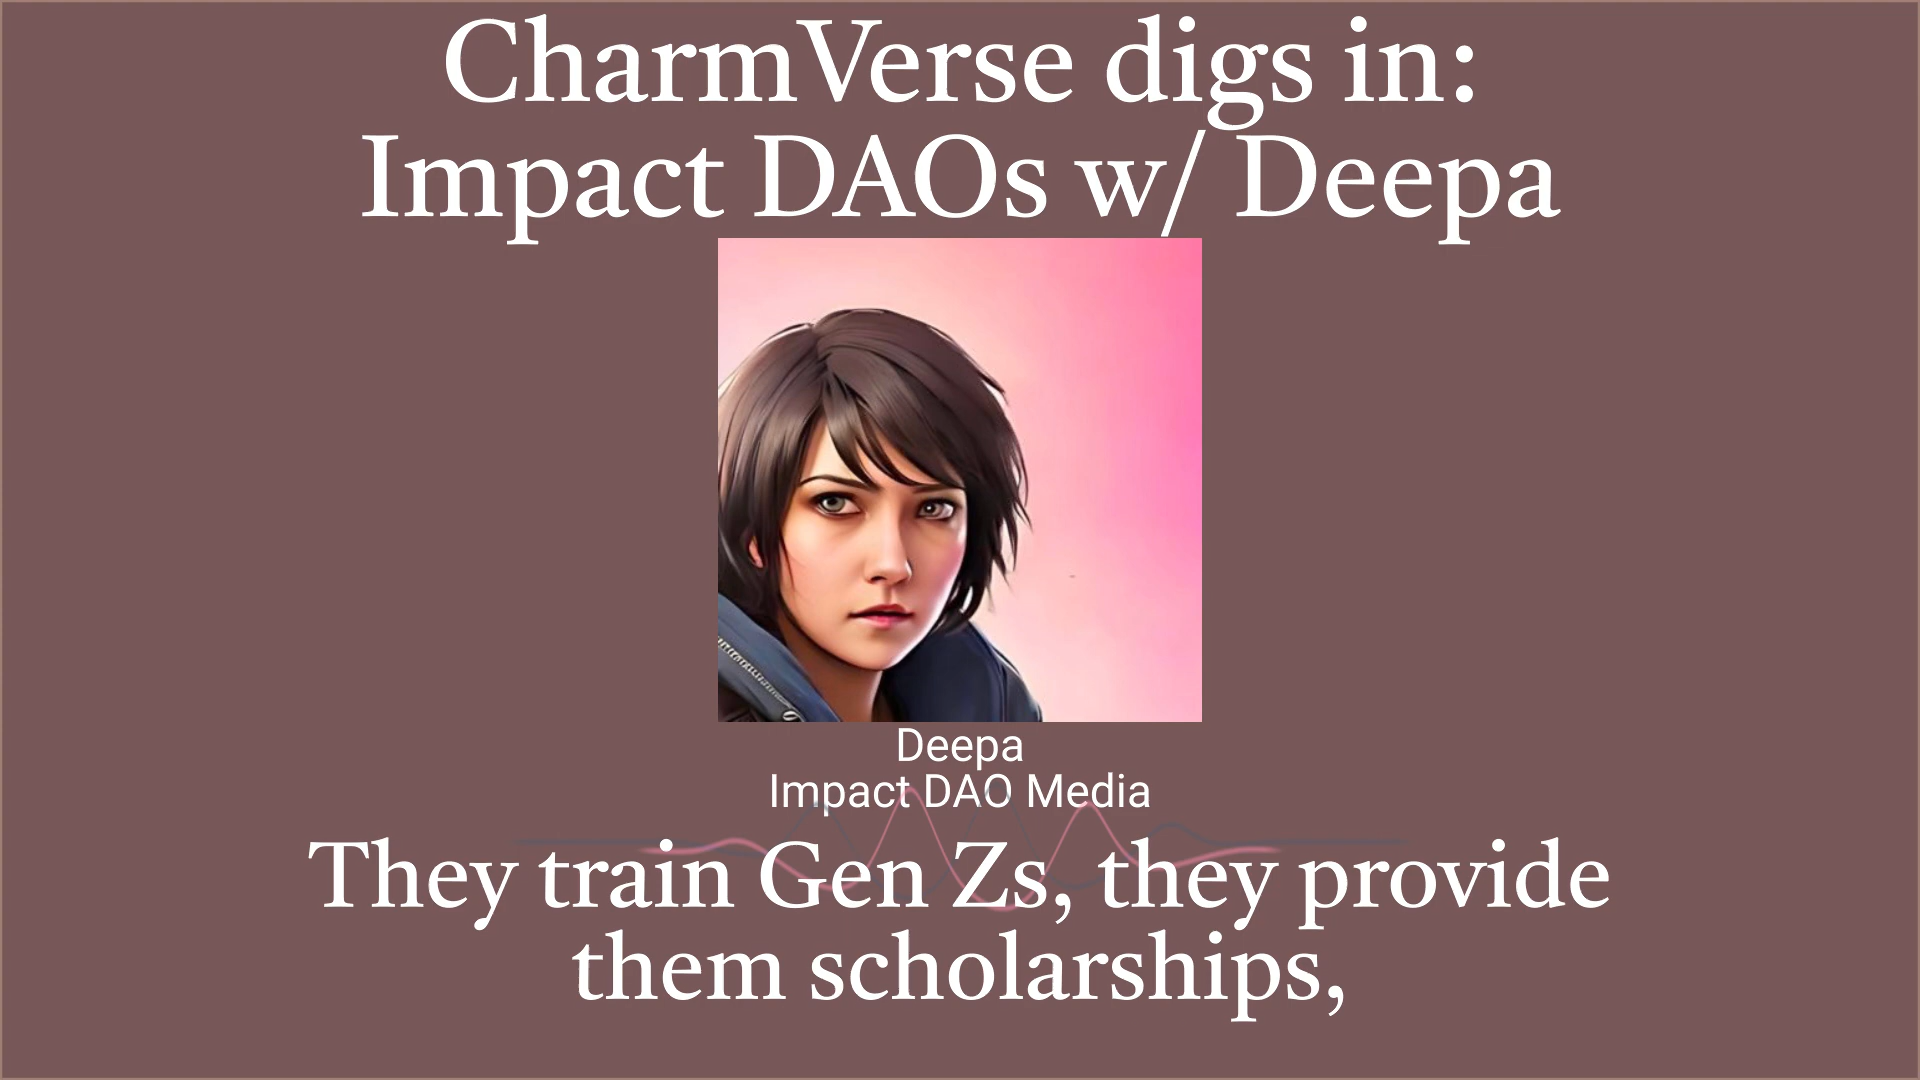 CharmVerse digs in:
Impact DAOs w/ Deepa
Deepa
Impact DAO Media
They train Gen Zs, they provide
them scholarships,